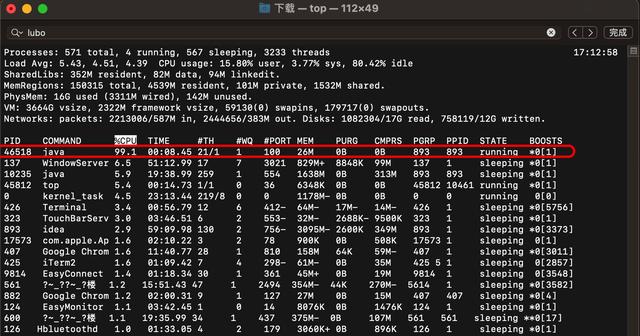 下载 — top — 112×49
lubo
完成
Processes: 571 total, 4 running, 567 sleeping, 3233 threads
17:12:58
Load Avg: 5.43, 4.51, 4.39  CPU usage: 15.80% user, 3.77% sys, 80.42% idle
SharedLibs: 352M resident, 82M data, 94M linkedit.
MemRegions: 150315 total, 4539M resident, 101M private, 1532M shared.
PhysMem: 16G used (3311M wired), 142M unused.
VM: 3664G vsize, 2322M framework vsize, 59130(0) swapins, 179717(0) swapouts.
Networks: packets: 2213006/587M in, 2444656/383M out. Disks: 1082304/17G read, 758119/12G written.
PID COMMAND %CPU TIME #TH #WQ #PORT MEM PURG CMPRS PGRP PPID STATE BOOSTS
46518 java 99.1 00:08.45 21/1 1 100 26M 0B 0B 893 893 running *0[1]
137 WindowServer 6.5 51:12.73 17 7 3021 829M+ 8848K 99M 137 1 sleeping *0[1]
10235 java 5.9 19:38.99 259 1 554 1638M 0B 313M 893 893 sleeping *0[1]
45812 top 5.4 00:14.77 1/1 0 36 6348K 0B 0B 45812 10461 running *0[1]
0 kernel_task 4.5 23:13.44 219/8 0 0 1178M- 0B 0B 0 0 running 0[0]
426 Terminal 3.4 00:56.79 12 6 412- 64M- 17M- 14M- 426 1 sleeping *0[5756]
323 TouchBarServ 3.0 03:46.51 6 2 553- 32M- 2688K- 9500K 323 1 sleeping *0[1]
893 idea 2.9 59:09.98 130 3 756- 3095M- 2600K 349M 893 1 sleeping *0[3373]
17573 com.apple.Ap 1.6 02:10.22 3 2 78 900K 0B 508K 17573 1 sleeping *0[1]
407 Google Chrom 1.6 11:40.77 28 1 810 158M 64K 59M- 407 1 sleeping *0[3011]
425 iTerm2 1.6 01:09.42 7 4 298- 61M- 0B 35M 425 1 sleeping 0[2857]
9814 EasyConnect 1.4 01:18.34 30 1 361 45M+ 0B 19M 9814 1 sleeping 0[3548]
561 ?~_??~_?楼 1.2 15:51.43 47 1 2494 354M- 44K 270M- 5614 1 sleeping 0[3582]
882 Google Chrom 1.2 02:00.31 9 1 127 27M 0B 15M 407 407 sleeping *0[4]
124 EasyMonitor 1.1 03:42.45 1 0 14 8076K 0B 1476K 124 1 sleeping *0[1]
600 ?~_??~_?楼 1.1 19:35.99 34 1 437 375M- 0B 107M 561 561 sleeping **0[17]
126 Hbluetoothd 1.0 01:33.05 4 2 179 3060K+ 0B 896K 126 1 sleeping *0[1]